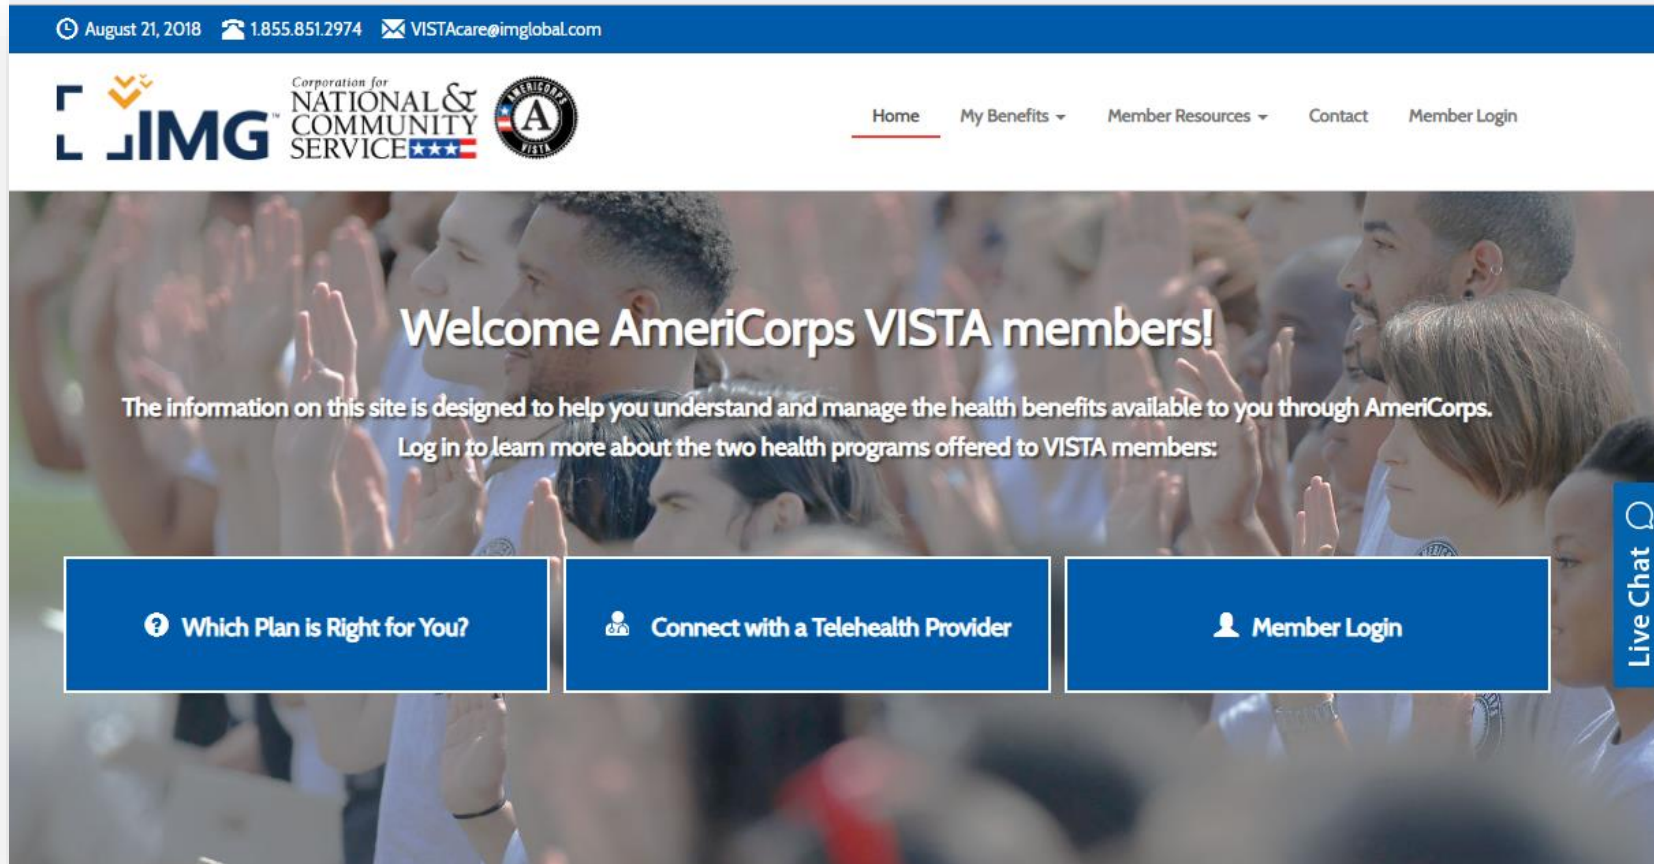 August 21, 2018 1.855.851.2974 VISTAcare@imglobal.com
IMG™
Corporation for
NATIONAL &
COMMUNITY
SERVICE
AMERICORPS
A
VISTA
Home My Benefits Member Resources Contact Member Login
Welcome AmeriCorps VISTA members!
The information on this site is designed to help you understand and manage the health benefits available to you through AmeriCorps.
Log in to learn more about the two health programs offered to VISTA members:
Which Plan is Right for You?
Connect with a Telehealth Provider
Member Login
Live Chat